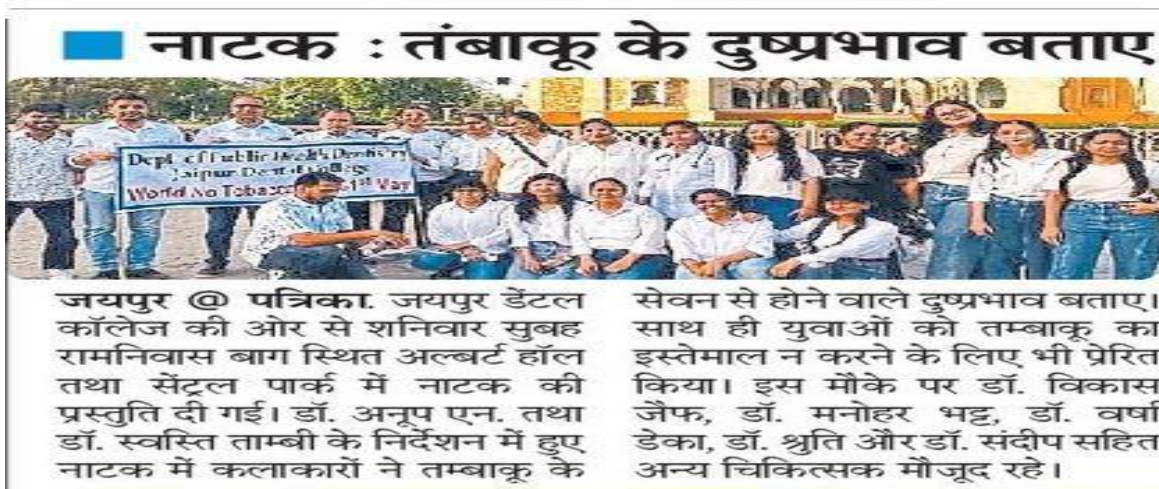 नाटक : तंबाकू के दुष्प्रभाव बताए
Dept. of Public Health Dentistry
Jaipur Dental College
World No Tobacco 31st May
जयपुर @ पत्रिका. जयपुर डेंटल
कॉलेज की ओर से शनिवार सुबह
रामनिवास बाग स्थित अल्बर्ट हॉल
तथा सेंट्रल पार्क में नाटक की
प्रस्तुति दी गई। डॉ. अनूप एन. तथा
डॉ. स्वस्ति ताम्बी के निर्देशन में हुए
नाटक में कलाकारों ने तम्बाकू के
सेवन से होने वाले दुष्प्रभाव बताए।
साथ ही युवाओं को तम्बाकू का
इस्तेमाल न करने के लिए भी प्रेरित
किया। इस मौके पर डॉ. विकास
जैफ, डॉ. मनोहर भट्ट, डॉ. वर्षा
डेका, डॉ. श्रुति और डॉ. संदीप सहित
अन्य चिकित्सक मौजूद रहे।